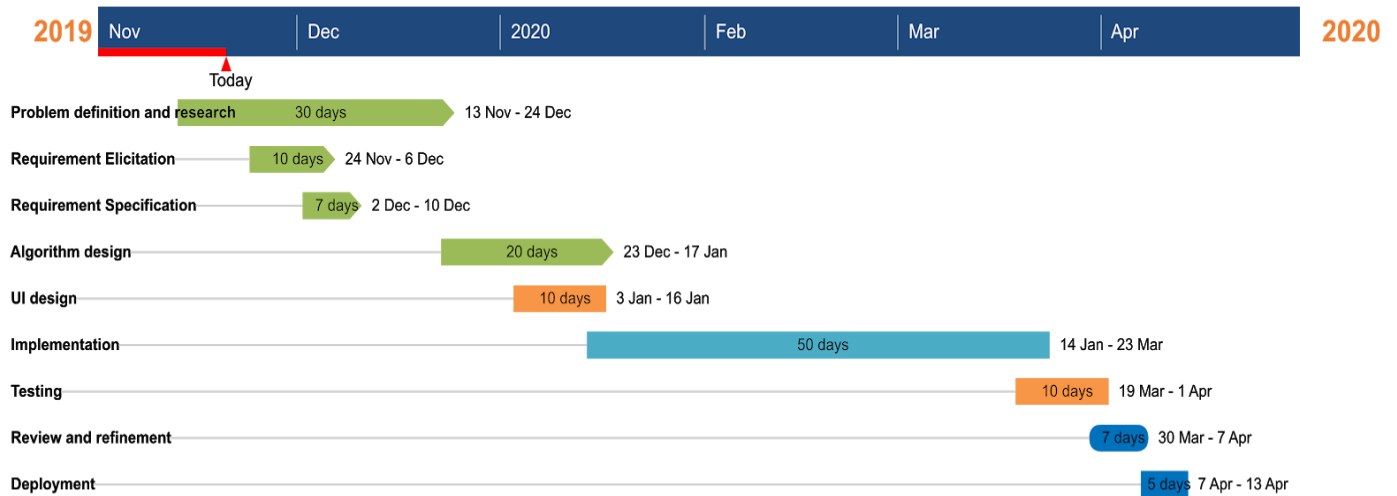 2019 Nov Dec 2020 Feb Mar Apr 2020
Today
Problem definition and research 30 days 13 Nov - 24 Dec
Requirement Elicitation 10 days 24 Nov - 6 Dec
Requirement Specification 7 days 2 Dec - 10 Dec
Algorithm design 20 days 23 Dec - 17 Jan
UI design 10 days 3 Jan - 16 Jan
Implementation 50 days 14 Jan - 23 Mar
Testing 10 days 19 Mar - 1 Apr
Review and refinement 7 days 30 Mar - 7 Apr
Deployment 5 days 7 Apr - 13 Apr